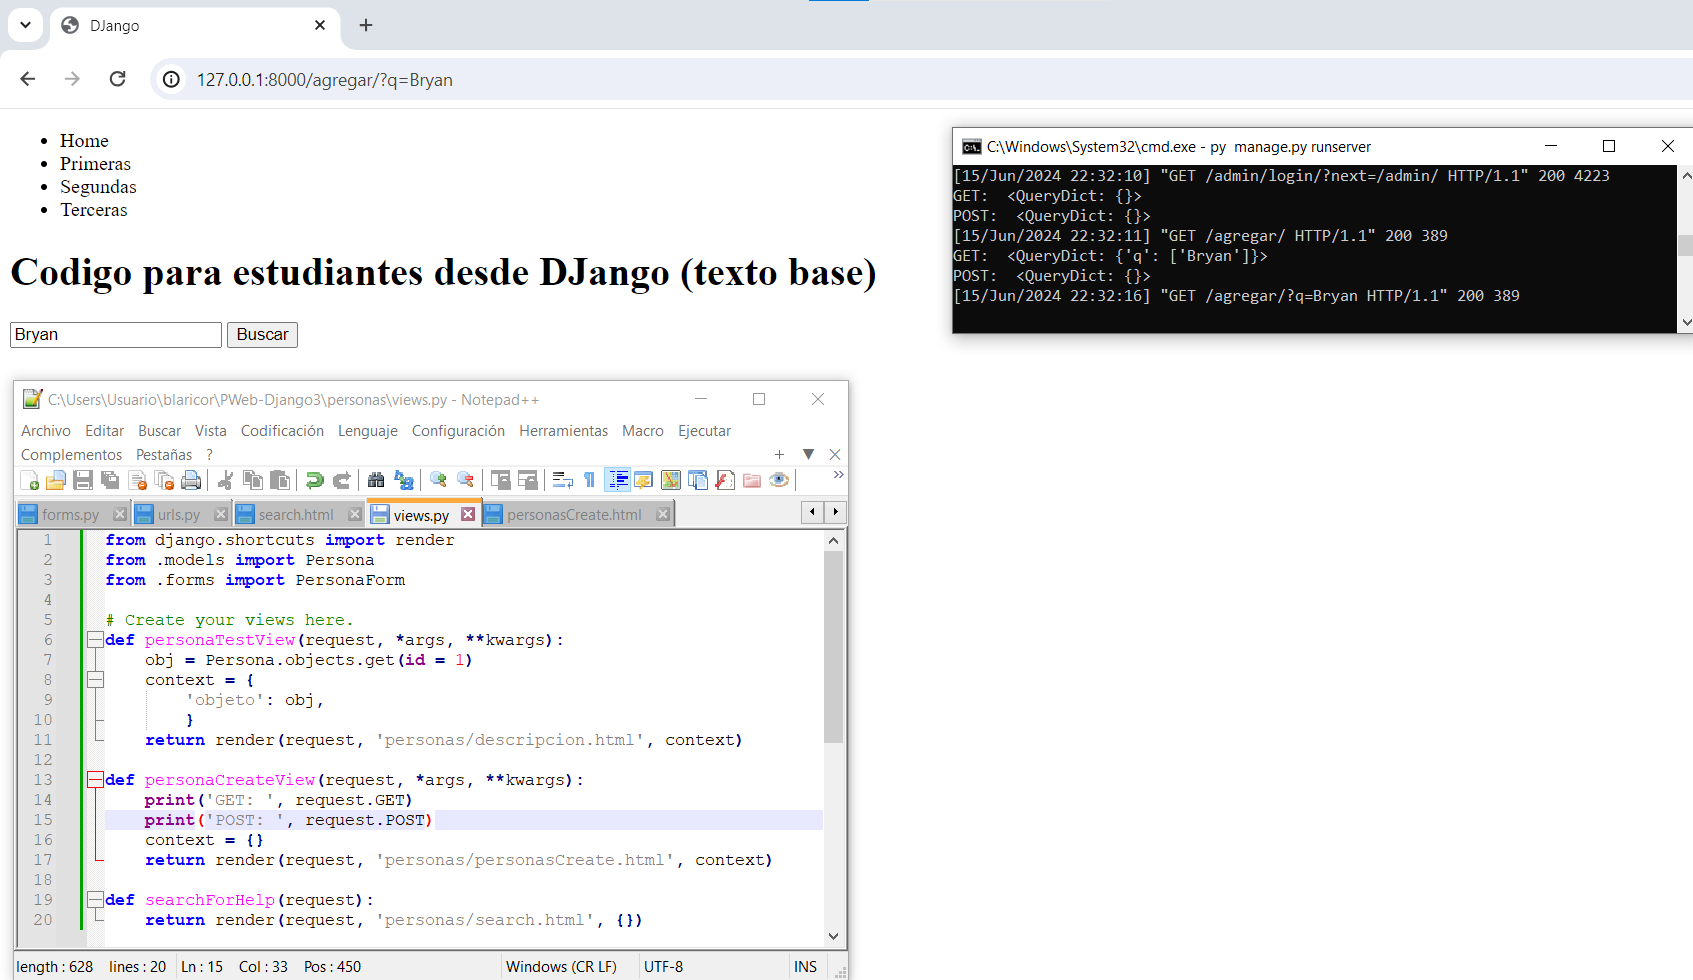 DJango
127.0.0.1:8000/agregar/?q=Bryan
Home
Primeras
Segundas
Terceras
Codigo para estudiantes desde DJango (texto base)
Bryan Buscar
C:\Windows\System32\cmd.exe - py  manage.py runserver
[15/Jun/2024 22:32:10] "GET /admin/login/?next=/admin/ HTTP/1.1" 200 4223
GET:  <QueryDict: {}>
POST:  <QueryDict: {}>
[15/Jun/2024 22:32:11] "GET /agregar/ HTTP/1.1" 200 389
GET:  <QueryDict: {'q': ['Bryan']}>
POST:  <QueryDict: {}>
[15/Jun/2024 22:32:16] "GET /agregar/?q=Bryan HTTP/1.1" 200 389
C:\Users\Usuario\blaricor\PWeb-Django3\personas\views.py - Notepad++
Archivo Editar Buscar Vista Codificación Lenguaje Configuración Herramientas Macro Ejecutar
Complementos Pestañas ?
forms.py urls.py search.html views.py personasCreate.html
1 from django.shortcuts import render
2 from .models import Persona
3 from .forms import PersonaForm
4
5 # Create your views here.
6 def personaTestView(request, *args, **kwargs):
7     obj = Persona.objects.get(id = 1)
8     context = {
9         'objeto': obj,
10         }
11     return render(request, 'personas/descripcion.html', context)
12
13 def personaCreateView(request, *args, **kwargs):
14     print('GET: ', request.GET)
15     print('POST: ', request.POST)
16     context = {}
17     return render(request, 'personas/personasCreate.html', context)
18
19 def searchForHelp(request):
20     return render(request, 'personas/search.html', {})
length : 628 lines : 20 Ln : 15 Col : 33 Pos : 450 Windows (CR LF) UTF-8 INS